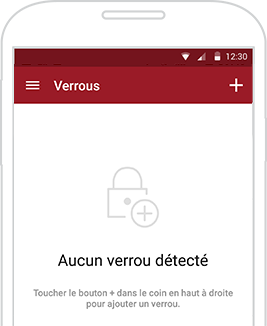 12:30
Verrous
Aucun verrou détecté
Toucher le bouton + dans le coin en haut à droite
pour ajouter un verrou.